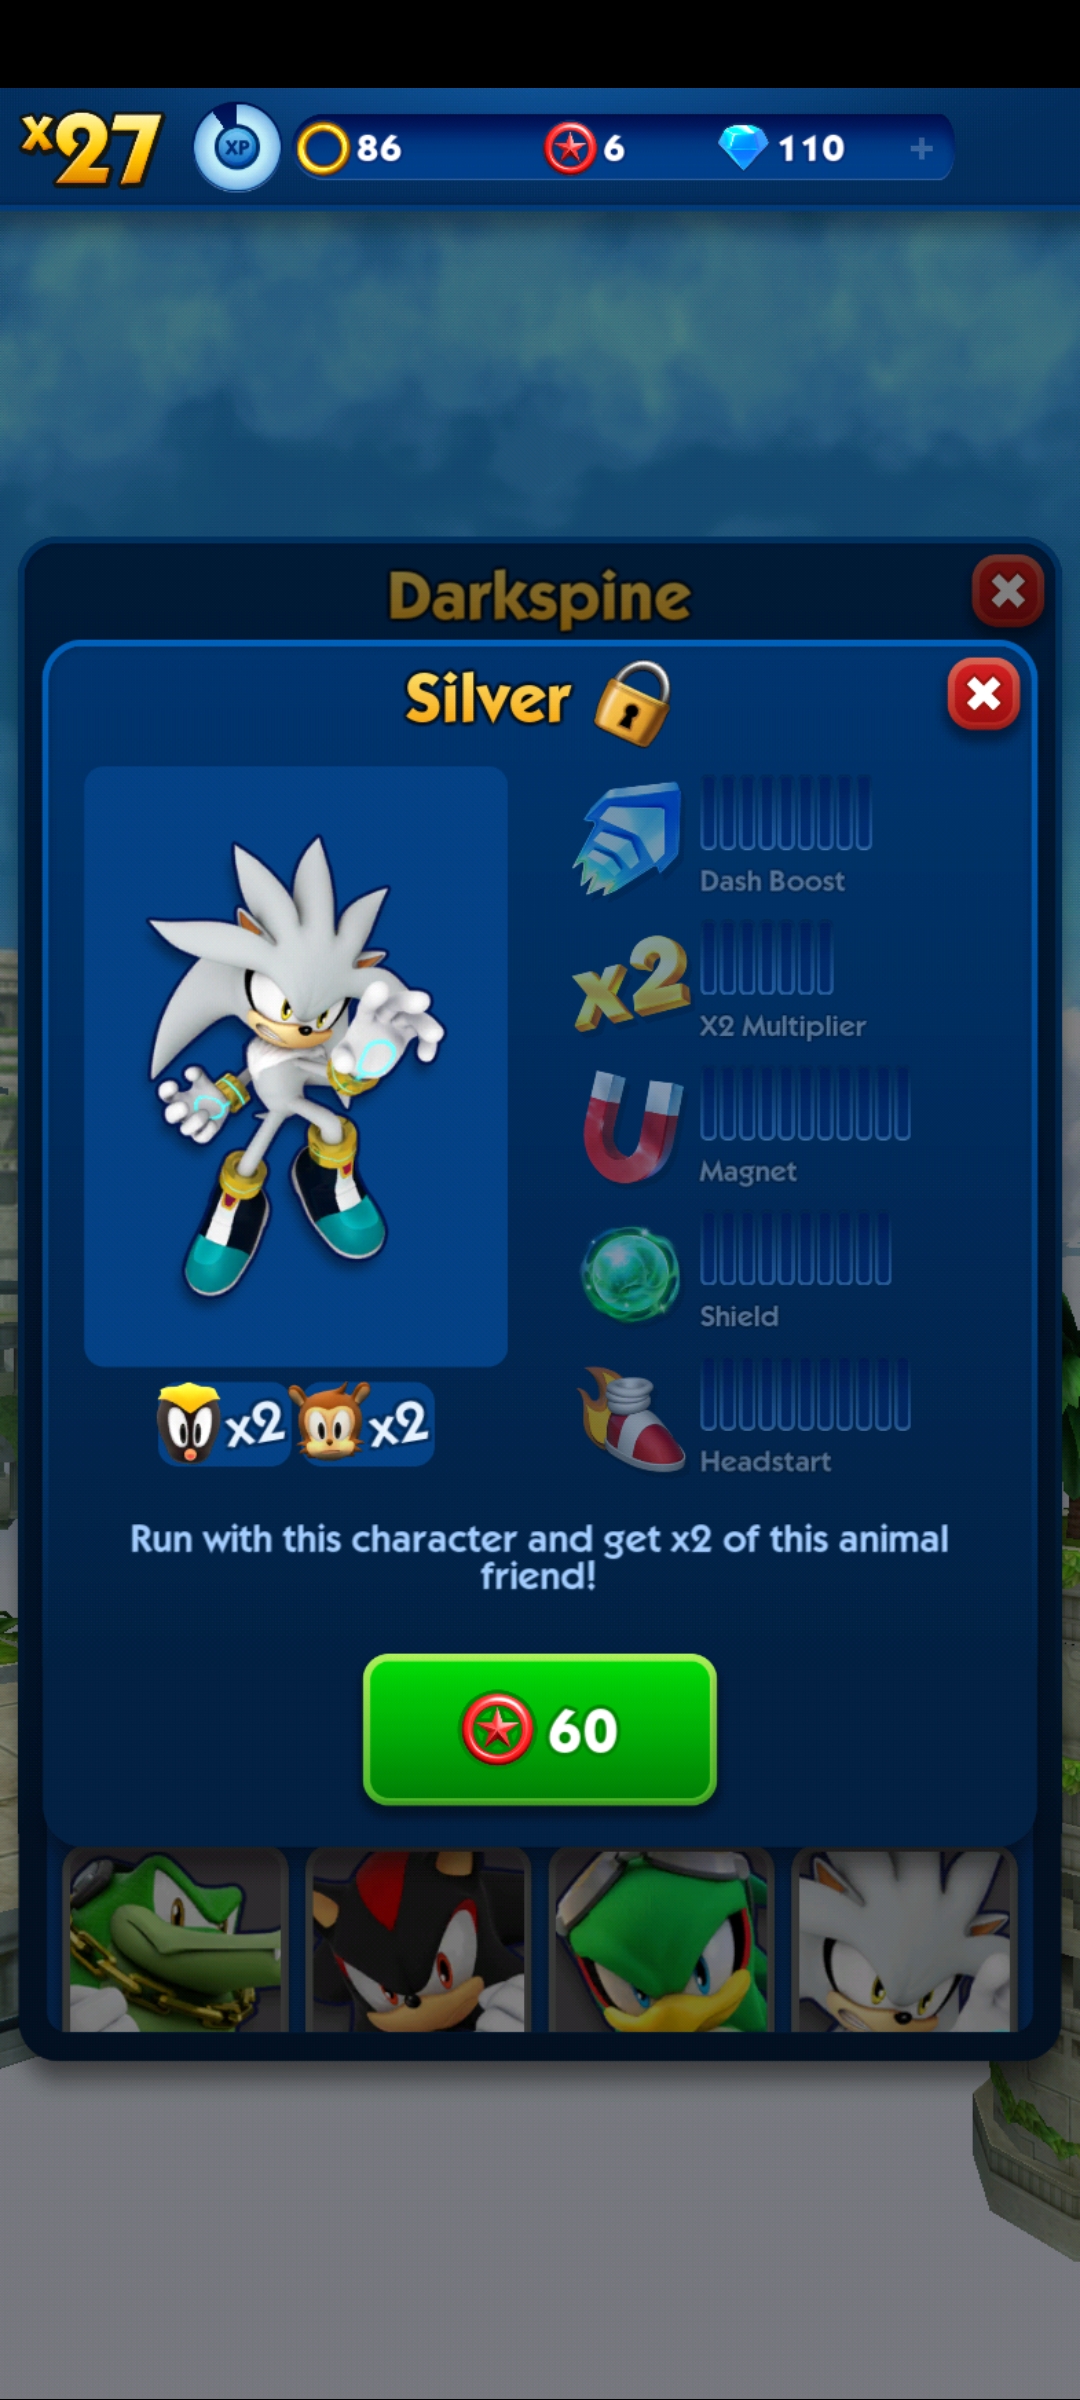 x27
XP
86
6
110
+
Darkspine
Silver
Dash Boost
x2
X2 Multiplier
Magnet
Shield
x2
x2
Headstart
Run with this character and get x2 of this animal
friend!
60